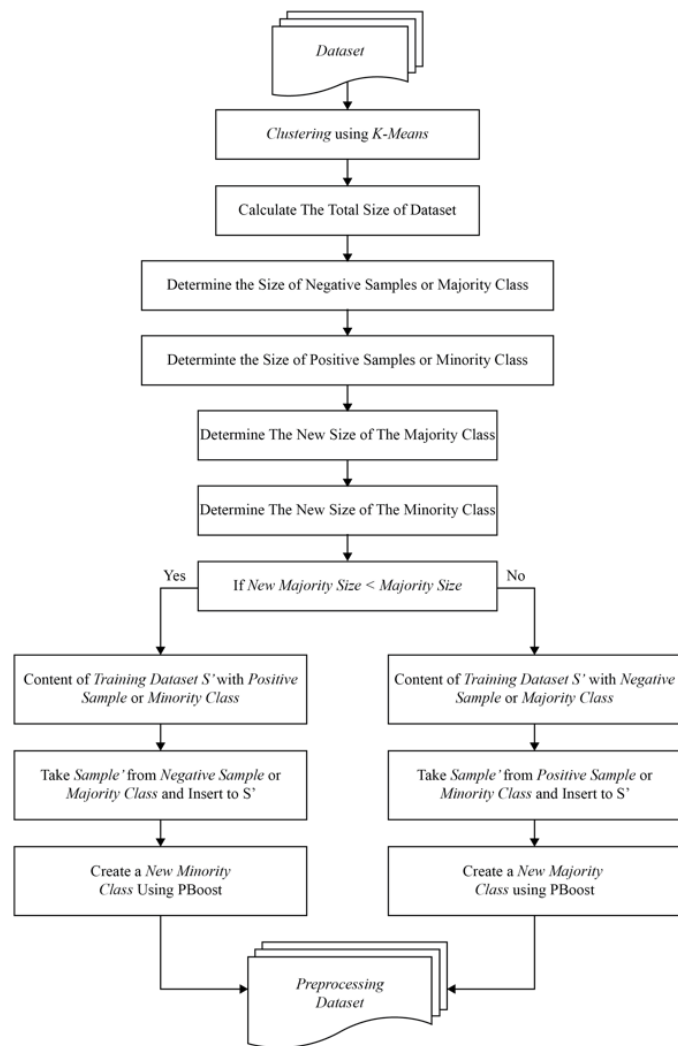 Dataset
Clustering using K-Means
Calculate The Total Size of Dataset
Determine the Size of Negative Samples or Majority Class
Determinte the Size of Positive Samples or Minority Class
Determine The New Size of The Majority Class
Determine The New Size of The Minority Class
Yes
If New Majority Size < Majority Size
No
Content of Training Dataset S’ with Positive
Sample or Minority Class
Content of Training Dataset S’ with Negative
Sample or Majority Class
Take Sample’ from Negative Sample or
Majority Class and Insert to S’
Take Sample’ from Positive Sample or
Minority Class and Insert to S’
Create a New Minority
Class Using PBoost
Create a New Majority
Class using PBoost
Preprocessing
Dataset